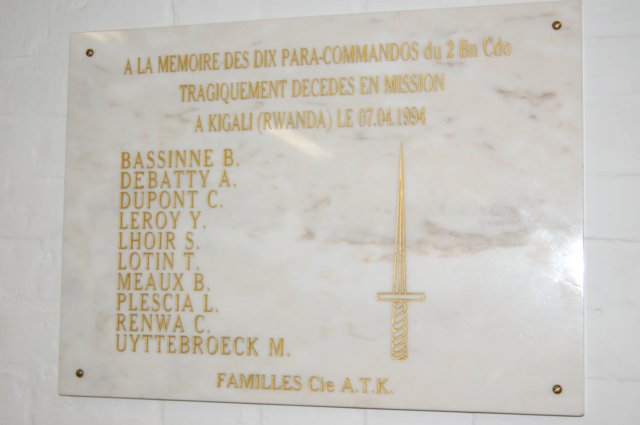 A LA MEMOIRE DES DIX PARA-COMMANDOS du 2 Bn Cdo
TRAGIQUEMENT DECEDES EN MISSION
A KIGALI (RWANDA) LE 07.04.1994
BASSINNE B.
DEBATTY A.
DUPONT C.
LEROY Y.
LHOIR S.
LOTIN T.
MEAUX B.
PLESCIA L.
RENWA C.
UYTTEBROECK M.
FAMILLES Cie A.T.K.